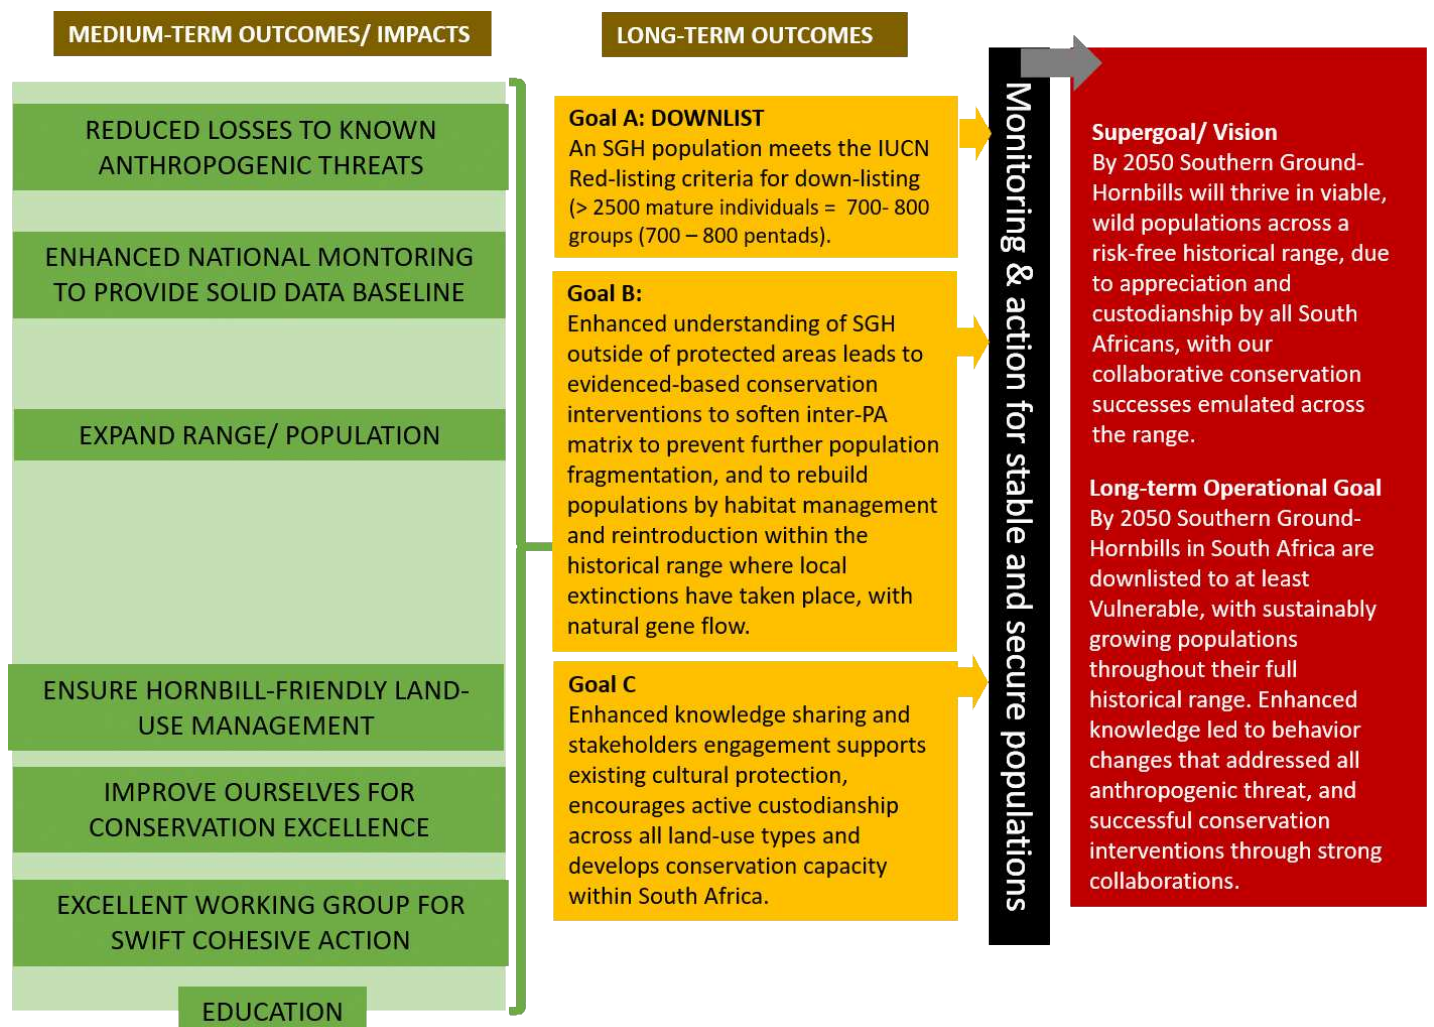 MEDIUM-TERM OUTCOMES/ IMPACTS
REDUCED LOSSES TO KNOWN
ANTHROPOGENIC THREATS
ENHANCED NATIONAL MONTORING
TO PROVIDE SOLID DATA BASELINE
EXPAND RANGE/ POPULATION
ENSURE HORNBILL-FRIENDLY LAND-
USE MANAGEMENT
IMPROVE OURSELVES FOR
CONSERVATION EXCELLENCE
EXCELLENT WORKING GROUP FOR
SWIFT COHESIVE ACTION
EDUCATION
LONG-TERM OUTCOMES
Goal A: DOWNLIST
An SGH population meets the IUCN
Red-listing criteria for down-listing
(> 2500 mature individuals = 700- 800
groups (700 – 800 pentads).
Goal B:
Enhanced understanding of SGH
outside of protected areas leads to
evidenced-based conservation
interventions to soften inter-PA
matrix to prevent further population
fragmentation, and to rebuild
populations by habitat management
and reintroduction within the
historical range where local
extinctions have taken place, with
natural gene flow.
Goal C
Enhanced knowledge sharing and
stakeholders engagement supports
existing cultural protection,
encourages active custodianship
across all land-use types and
develops conservation capacity
within South Africa.
Monitoring & action for stable and secure populations
Supergoal/ Vision
By 2050 Southern Ground-
Hornbills will thrive in viable,
wild populations across a
risk-free historical range, due
to appreciation and
custodianship by all South
Africans, with our
collaborative conservation
successes emulated across
the range.
Long-term Operational Goal
By 2050 Southern Ground-
Hornbills in South Africa are
downlisted to at least
Vulnerable, with sustainably
growing populations
throughout their full
historical range. Enhanced
knowledge led to behavior
changes that addressed all
anthropogenic threat, and
successful conservation
interventions through strong
collaborations.